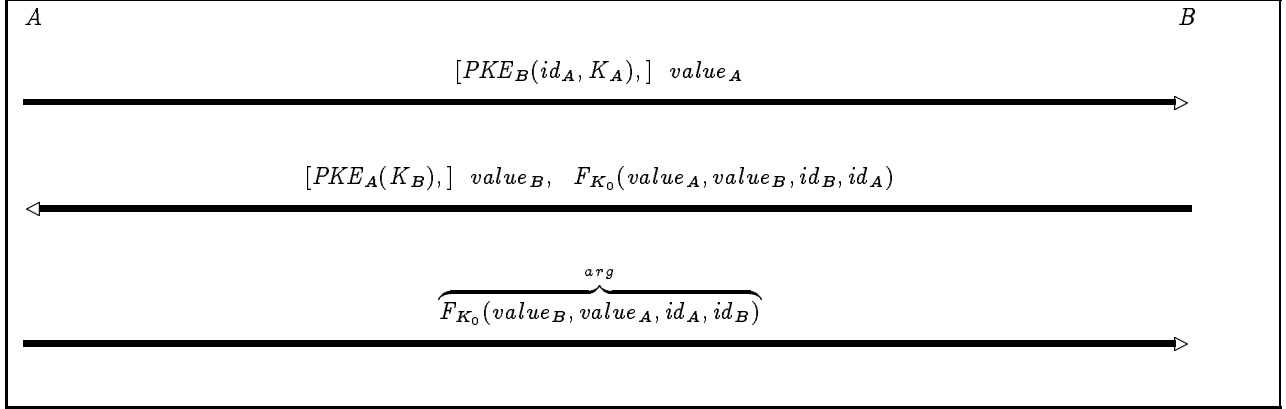 A B
[PKE_B(id_A, K_A),] value_A
[PKE_A(K_B),] value_B, F_{K_0}(value_A, value_B, id_B, id_A)
arg
F_{K_0}(value_B, value_A, id_A, id_B)